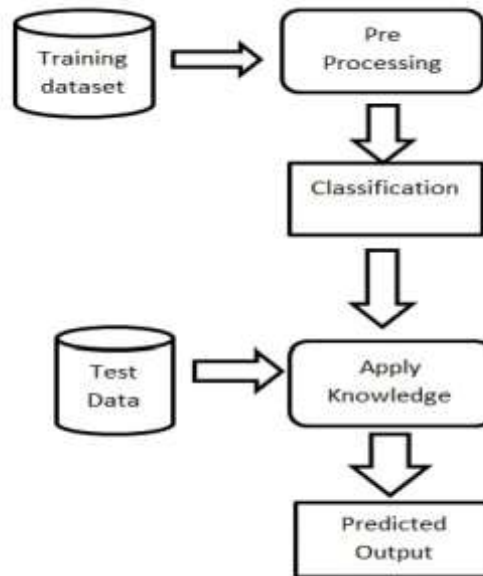 Training
dataset
Pre
Processing
Classification
Test
Data
Apply
Knowledge
Predicted
Output